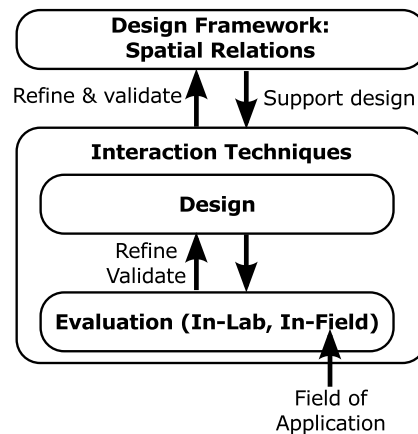 Design Framework:
Spatial Relations
Refine & validate
Support design
Interaction Techniques
Design
Refine
Validate
Evaluation (In-Lab, In-Field)
Field of
Application